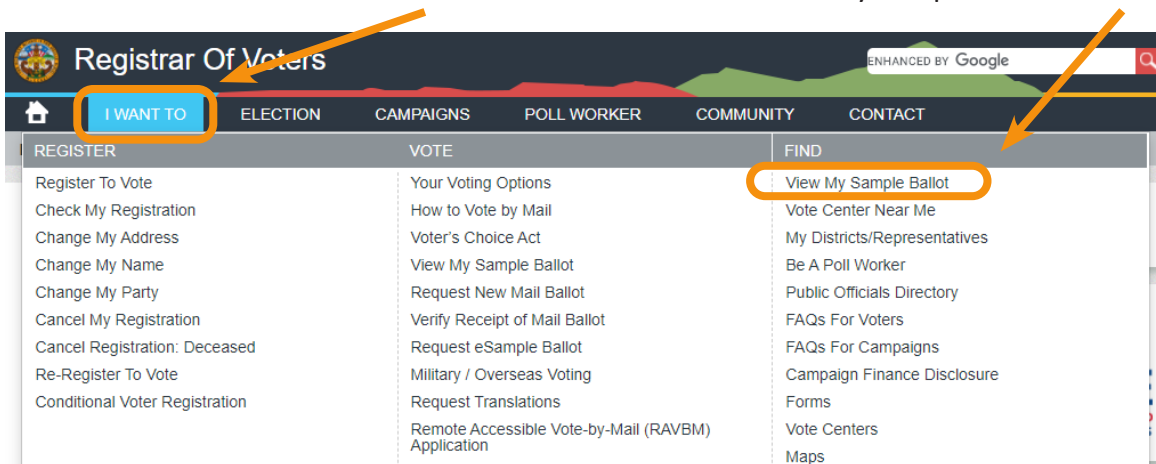 Registrar Of Voters
ENHANCED BY Google
I WANT TO
ELECTION
CAMPAIGNS
POLL WORKER
COMMUNITY
CONTACT
REGISTER
Register To Vote
Check My Registration
Change My Address
Change My Name
Change My Party
Cancel My Registration
Cancel Registration: Deceased
Re-Register To Vote
Conditional Voter Registration
VOTE
Your Voting Options
How to Vote by Mail
Voter's Choice Act
View My Sample Ballot
Request New Mail Ballot
Verify Receipt of Mail Ballot
Request eSample Ballot
Military / Overseas Voting
Request Translations
Remote Accessible Vote-by-Mail (RAVBM)
Application
FIND
View My Sample Ballot
Vote Center Near Me
My Districts/Representatives
Be A Poll Worker
Public Officials Directory
FAQs For Voters
FAQs For Campaigns
Campaign Finance Disclosure
Forms
Vote Centers
Maps